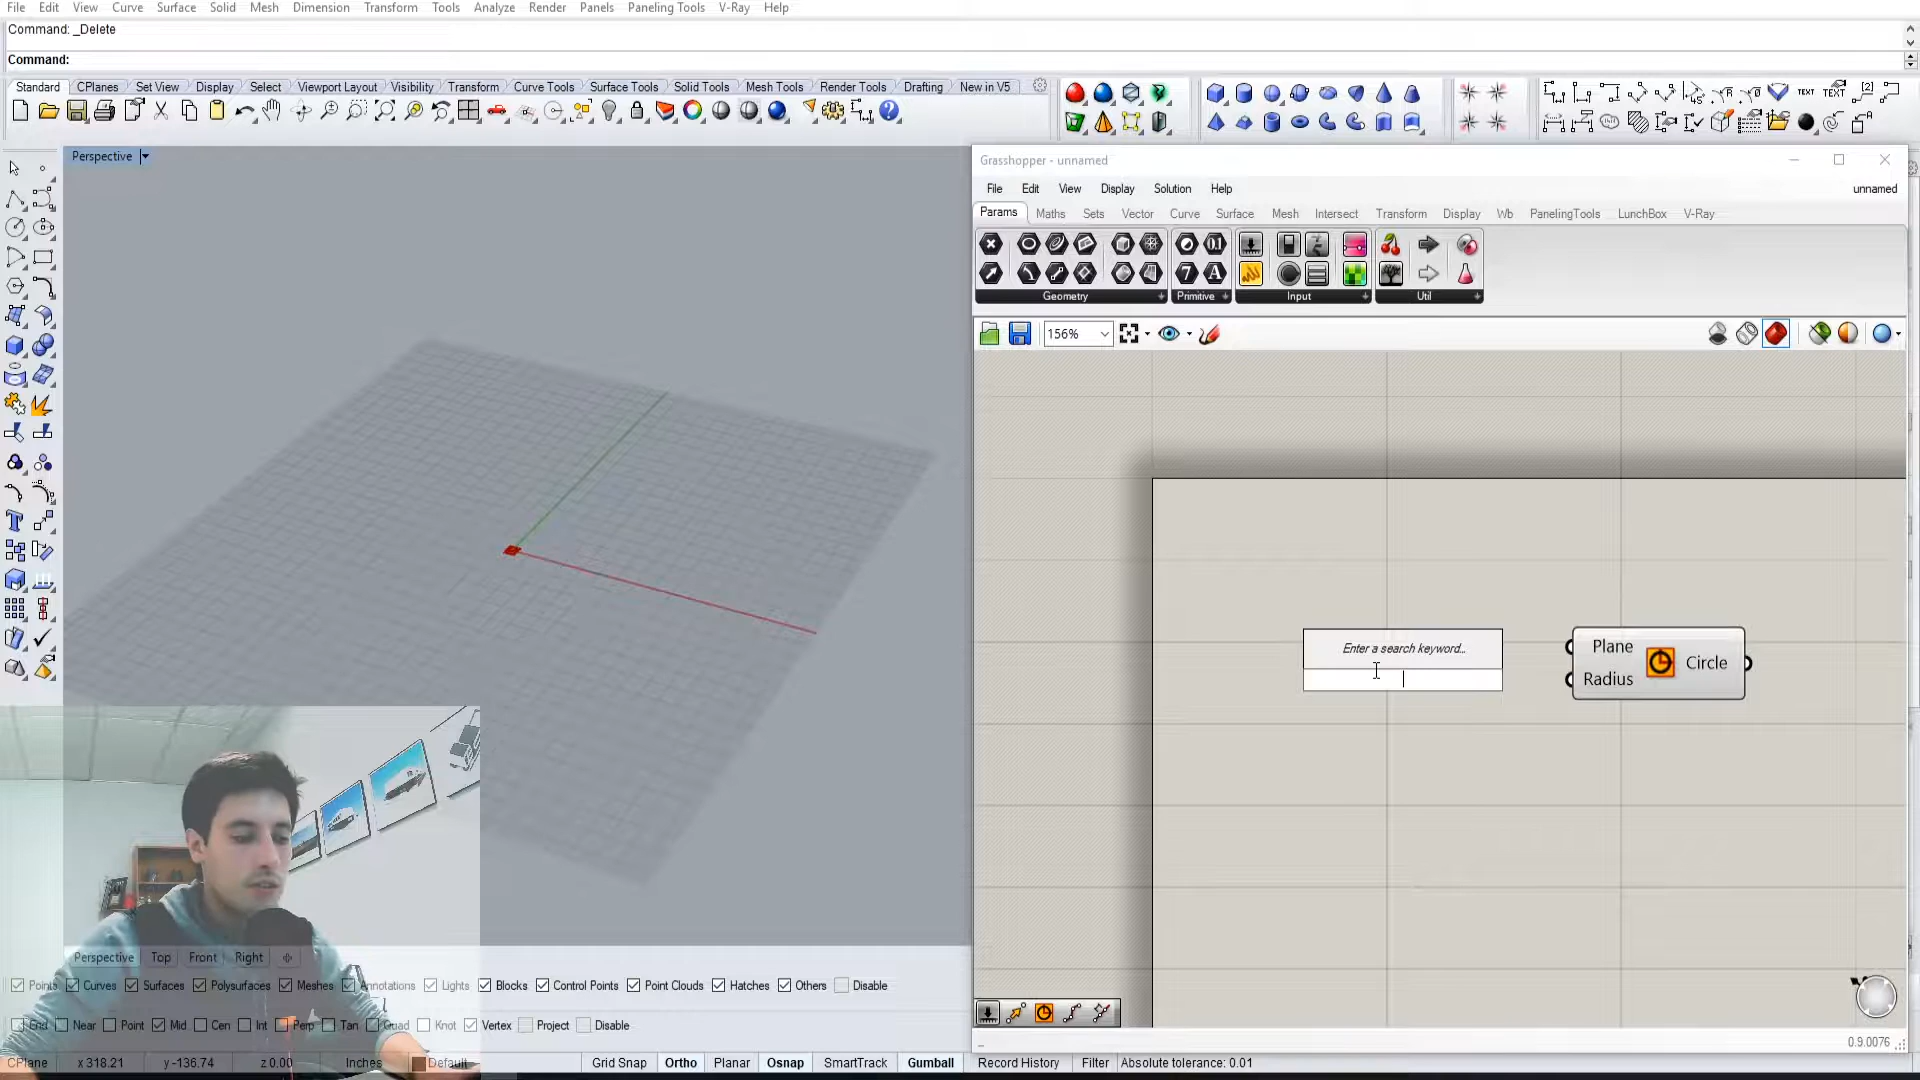 File Edit View Curve Surface Solid Mesh Dimension Transform Tools Analyze Render Panels Paneling Tools V-Ray Help
Command: _Delete
Command:
Standard CPlanes Set View Display Select Viewport Layout Visibility Transform Curve Tools Surface Tools Solid Tools Mesh Tools Render Tools Drafting New in V5
Perspective
Grasshopper - unnamed
File Edit View Display Solution Help unnamed
Params Maths Sets Vector Curve Surface Mesh Intersect Transform Display Wb PanelingTools LunchBox V-Ray
Geometry Primitive Input Util
156%
Enter a search keyword...
Plane
Radius
Circle
Perspective Top Front Right
Points Curves Surfaces Polysurfaces Meshes Annotations Lights Blocks Control Points Point Clouds Hatches Others Disable
End Near Point Mid Cen Int Perp Tan Quad Knot Vertex Project Disable
0.9.0076
CPlane x 318.21 y -136.74 z 0.00 Inches Default Grid Snap Ortho Planar Osnap SmartTrack Gumball Record History Filter Absolute tolerance: 0.01